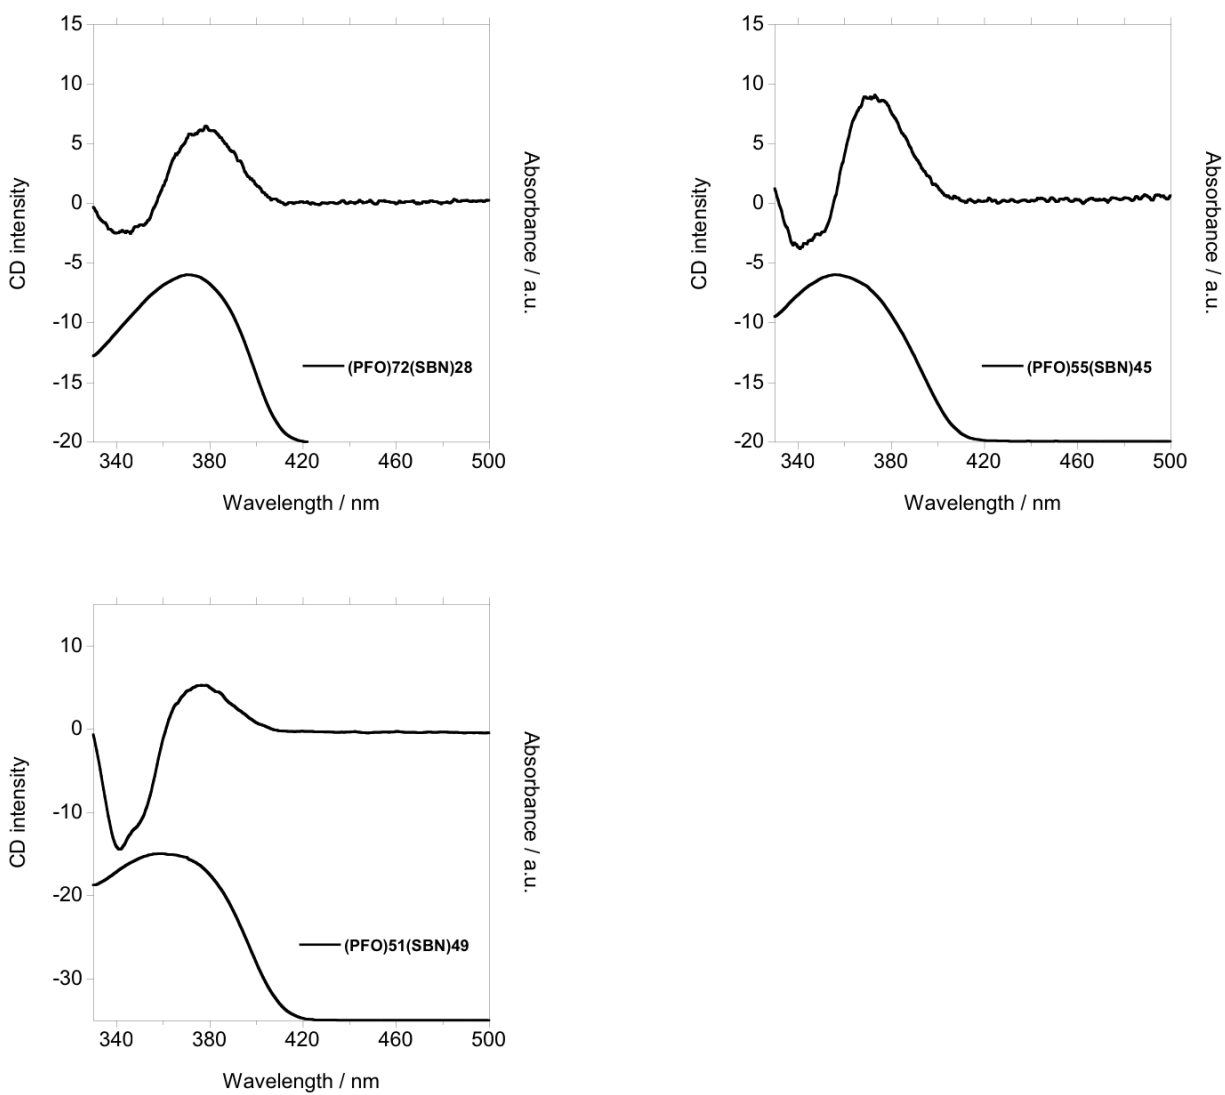 15
10
5
0
-5
-10
-15
-20
CD intensity
Absorbance / a.u.
(PFO)72(SBN)28
340 380 420 460 500
Wavelength / nm
15
10
5
0
-5
-10
-15
-20
CD intensity
Absorbance / a.u.
(PFO)55(SBN)45
340 380 420 460 500
Wavelength / nm
10
0
-10
-20
-30
CD intensity
Absorbance / a.u.
(PFO)51(SBN)49
340 380 420 460 500
Wavelength / nm